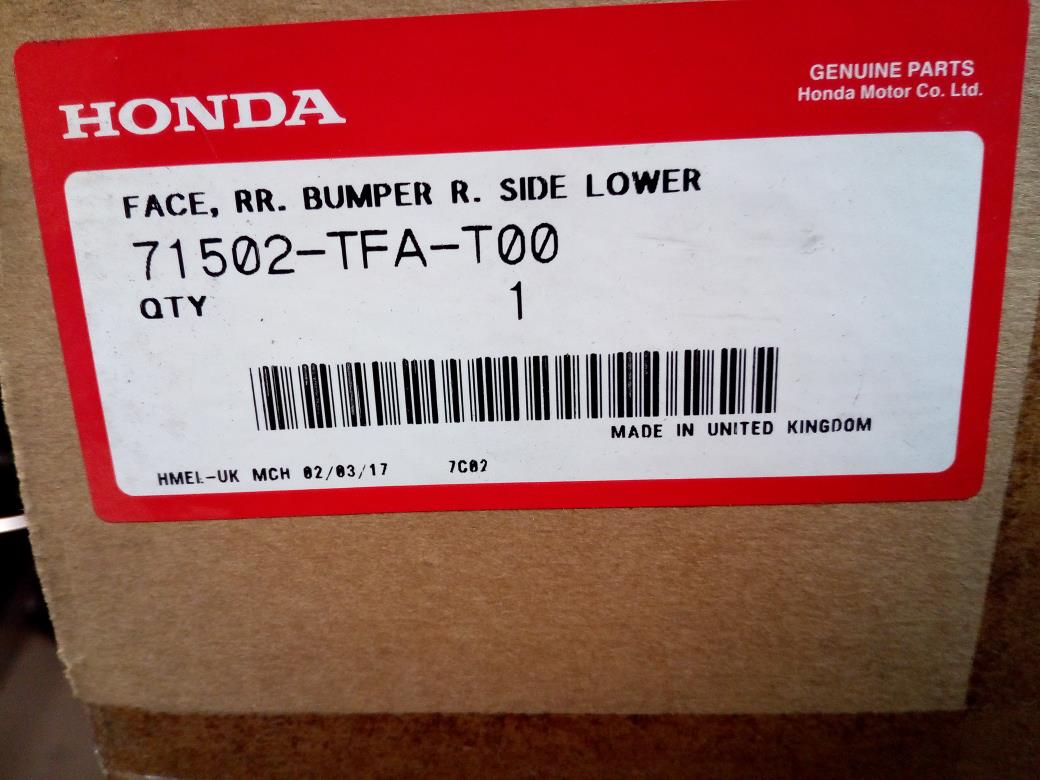 HONDA
GENUINE PARTS
Honda Motor Co. Ltd.
FACE, RR. BUMPER R. SIDE LOWER
71502-TFA-T00
QTY 1
MADE IN UNITED KINGDOM
HMEL-UK MCH 02/03/17 7C02